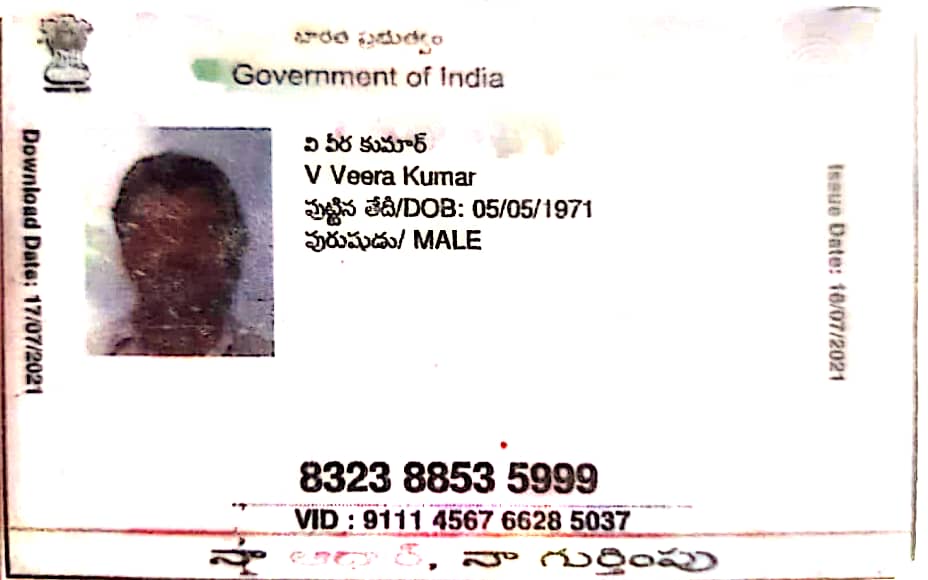 భారత ప్రభుత్వం
Government of India
Download Date: 17/07/2021
వి వీర కుమార్
V Veera Kumar
పుట్టిన తేదీ/DOB: 05/05/1971
పురుషుడు/ MALE
Issue Date: 16/07/2021
8323 8853 5999
VID : 9111 4567 6628 5037
నా ఆధార్, నా గుర్తింపు